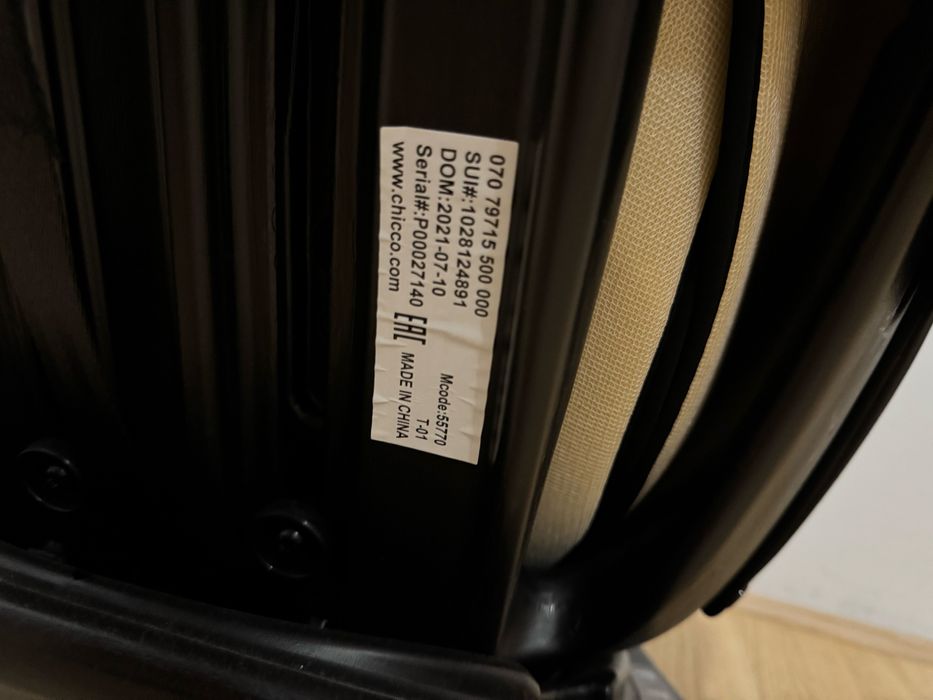 070 79715 500 000
SUI#:1028124891
DOM:2021-07-10
Serial#:P00027140 EAC
www.chicco.com
Mcode:55770
T-01
MADE IN CHINA